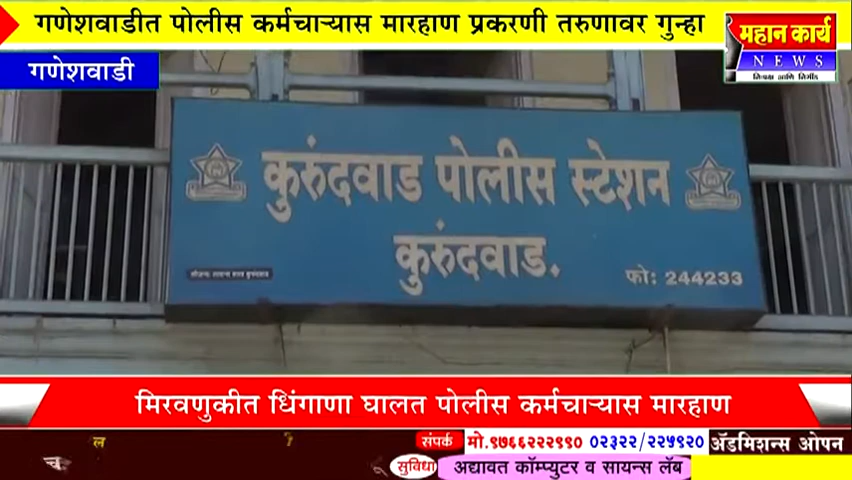 गणेशवाडीत पोलीस कर्मचाऱ्यास मारहाण प्रकरणी तरुणावर गुन्हा
महान कार्य
NEWS
गणेशवाडी
कुरुंदवाड पोलीस स्टेशन
कुरुंदवाड.
फो: 244233
मिरवणुकीत धिंगाणा घालत पोलीस कर्मचाऱ्यास मारहाण
संपर्क मो.९७६६२२२९९० ०२३२२/२२५९२० ॲडमिशन्स ओपन
सुविधा अद्यावत कॉम्प्युटर व सायन्स लॅब